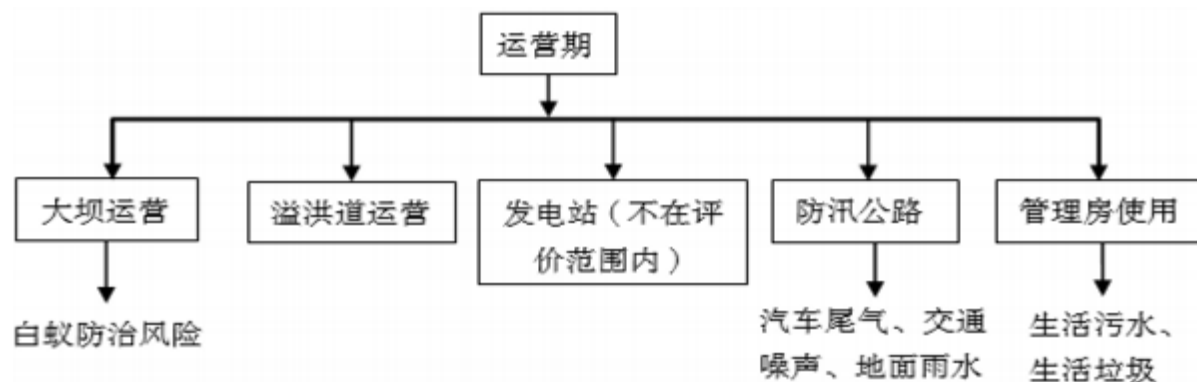 运营期
大坝运营
溢洪道运营
发电站（不在评
价范围内）
防汛公路
管理房使用
白蚁防治风险
汽车尾气、交通
噪声、地面雨水
生活污水、
生活垃圾